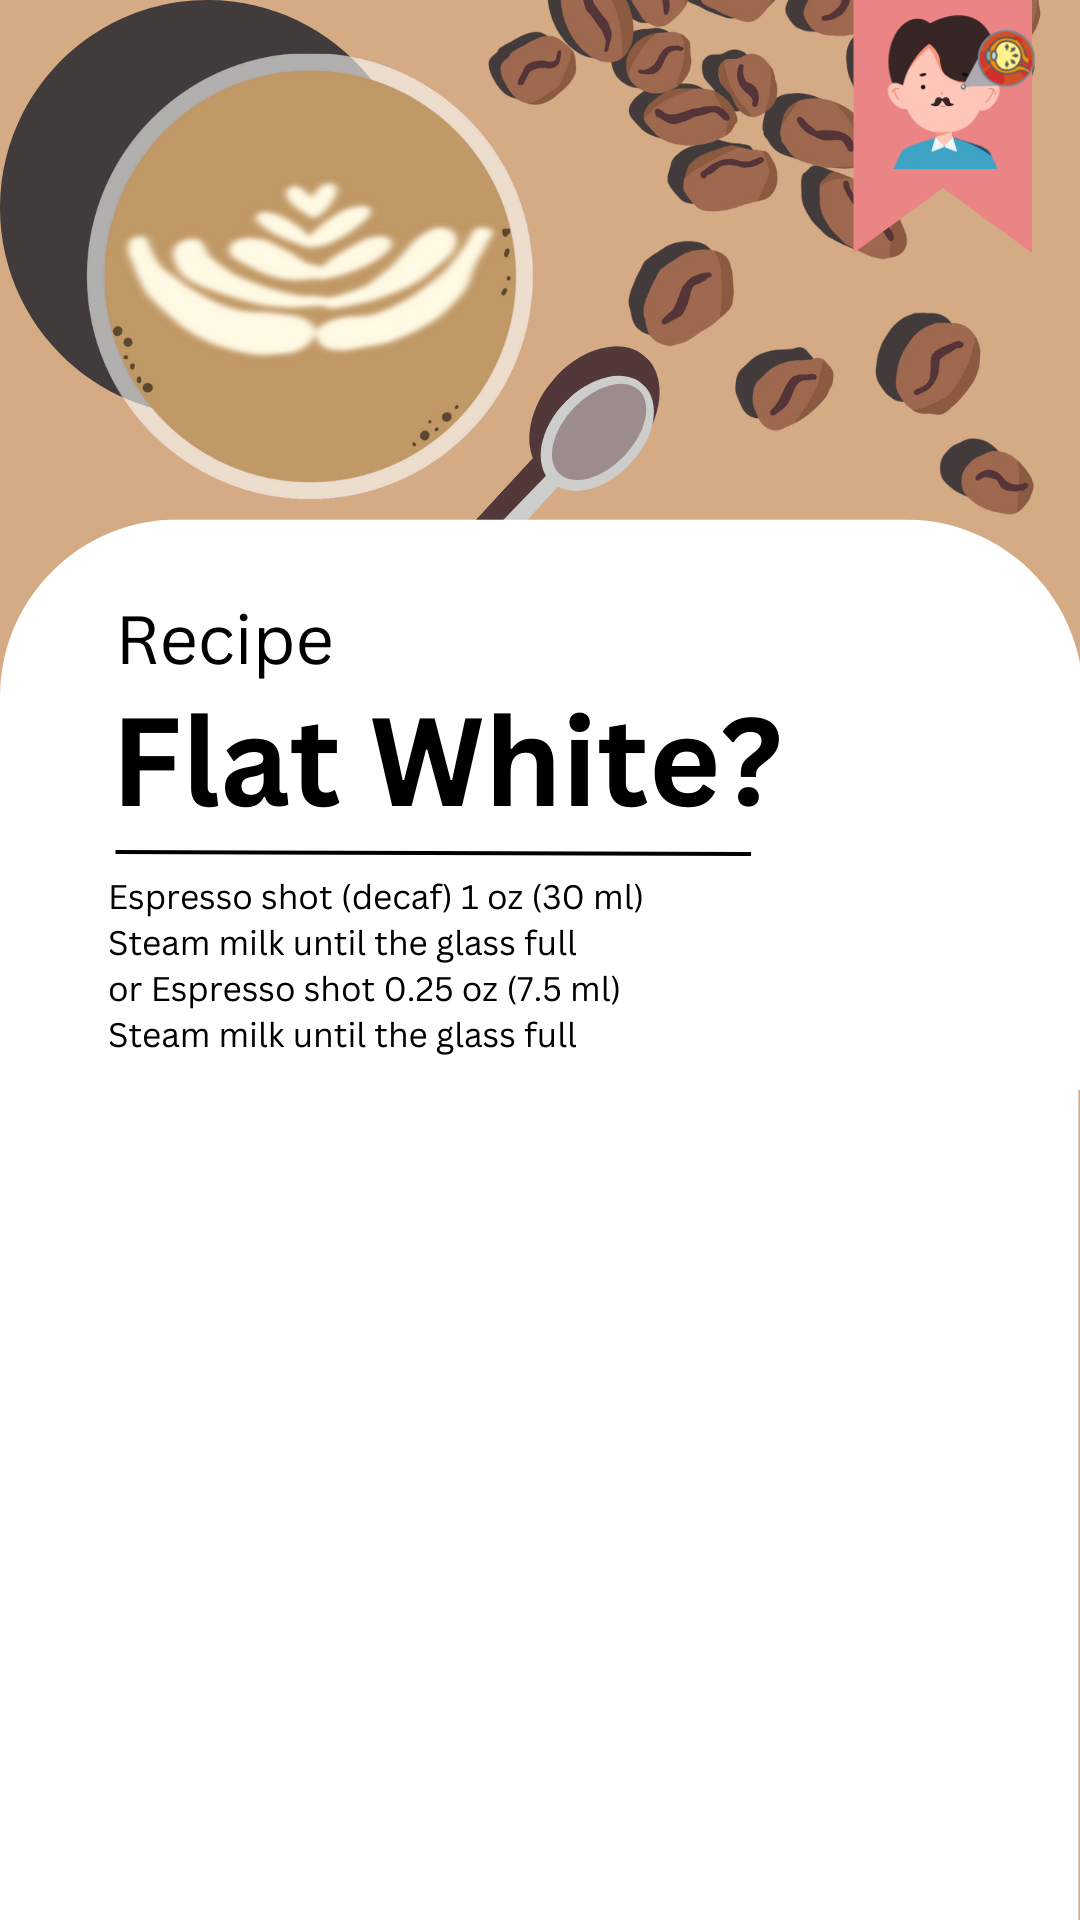 Recipe
Flat White?
Espresso shot (decaf) 1 oz (30 ml)
Steam milk until the glass full
or Espresso shot 0.25 oz (7.5 ml)
Steam milk until the glass full